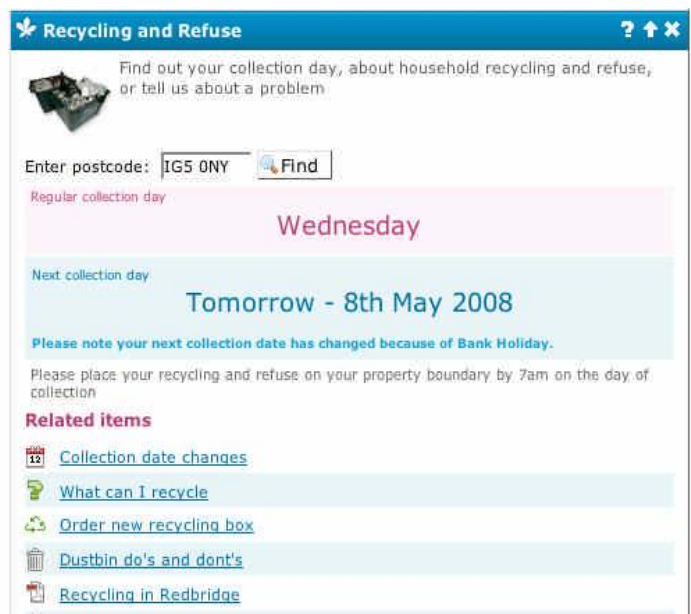 Recycling and Refuse
Find out your collection day, about household recycling and refuse,
or tell us about a problem
Enter postcode: IG5 0NY Find
Regular collection day
Wednesday
Next collection day
Tomorrow - 8th May 2008
Please note your next collection date has changed because of Bank Holiday.
Please place your recycling and refuse on your property boundary by 7am on the day of
collection
Related items
12 Collection date changes
What can I recycle
Order new recycling box
Dustbin do's and dont's
Recycling in Redbridge